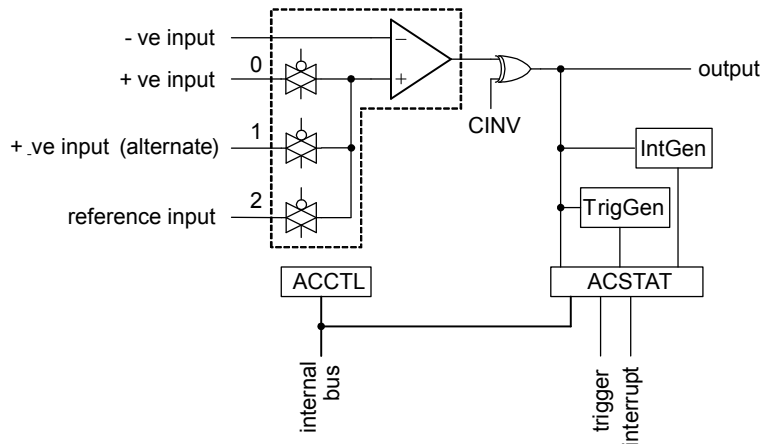 - ve input
−
0
+ ve input
+
output
CINV
1
+ -ve input (alternate)
IntGen
2
reference input
TrigGen
ACCTL
ACSTAT
internal
bus
trigger
interrupt